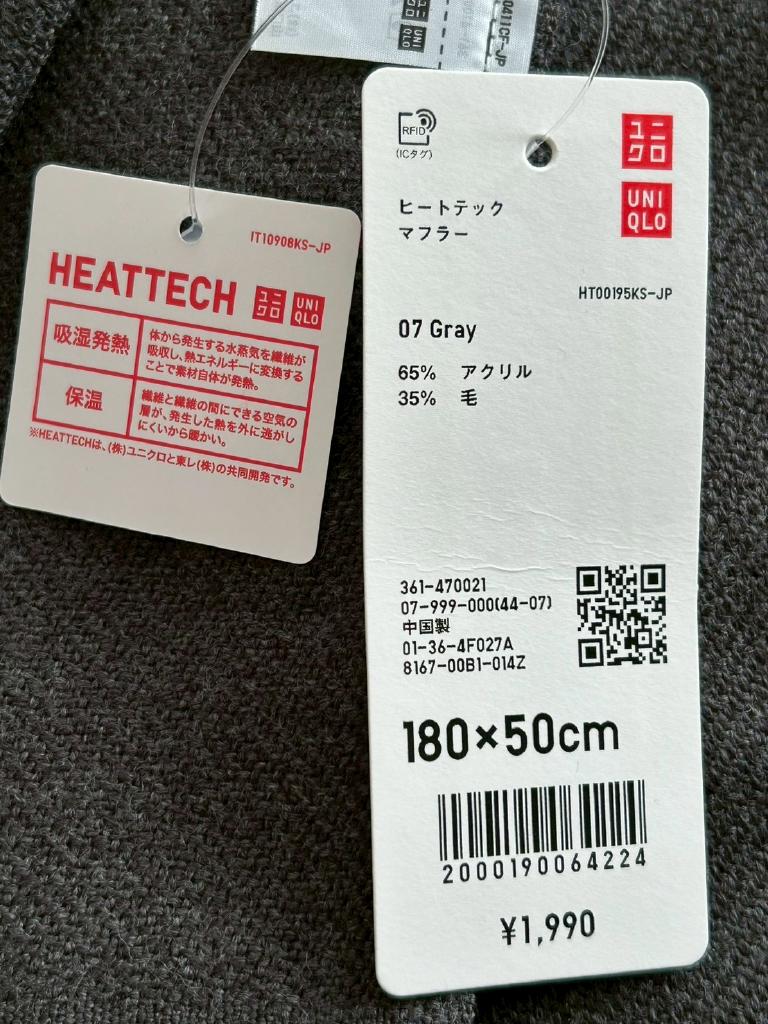 0411CF-JP
UNI
QLO
RFID
(ICタグ)
ユニ
クロ
UNI
QLO
ヒートテック
マフラー
HT00195KS-JP
07 Gray
65% アクリル
35% 毛
361-470021
07-999-000(44-07)
中国製
01-36-4F027A
8167-00B1-014Z
180×50cm
2000190064224
¥1,990
IT10908KS-JP
HEATTECH
ユニ
クロ
UNI
QLO
吸湿発熱
体から発生する水蒸気を繊維が
吸収し、熱エネルギーに変換する
ことで素材自体が発熱。
保温
繊維と繊維の間にできる空気の
層が、発生した熱を外に逃がし
にくいから暖かい。
※HEATTECHは、(株)ユニクロと東レ(株)の共同開発です。